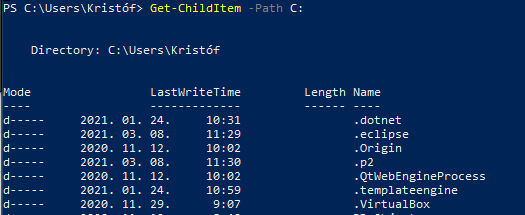 PS C:\Users\Kristóf> Get-ChildItem -Path C:
Directory: C:\Users\Kristóf
Mode LastWriteTime Length Name
---- ------------- ------ ----
d----- 2021. 01. 24. 10:31 .dotnet
d----- 2021. 03. 08. 11:29 .eclipse
d----- 2020. 11. 12. 10:02 .Origin
d----- 2021. 03. 08. 11:30 .p2
d----- 2020. 11. 12. 10:02 .QtWebEngineProcess
d----- 2021. 01. 24. 10:59 .templateengine
d----- 2020. 11. 29. 9:07 .VirtualBox